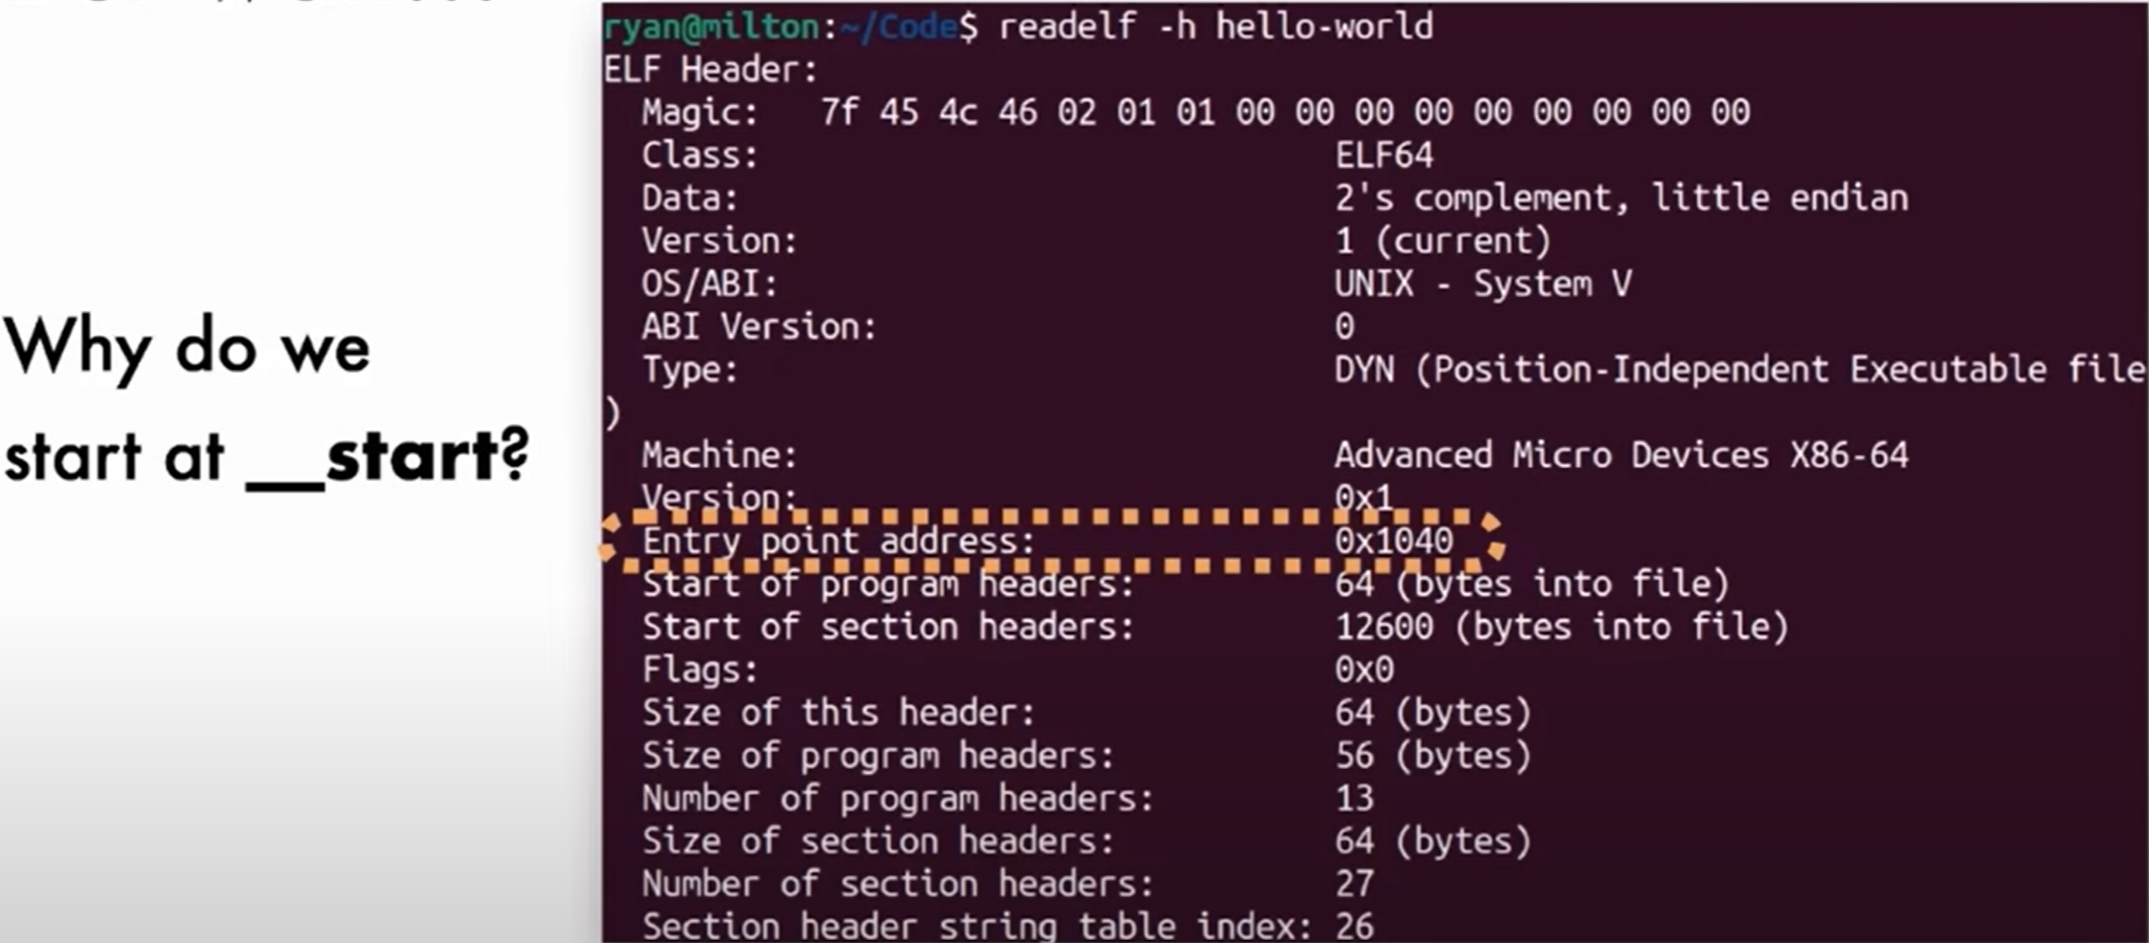 Why do we
start at __start?
ryan@milton:~/Code$ readelf -h hello-world
ELF Header:
Magic: 7f 45 4c 46 02 01 01 00 00 00 00 00 00 00 00 00
Class: ELF64
Data: 2's complement, little endian
Version: 1 (current)
OS/ABI: UNIX - System V
ABI Version: 0
Type: DYN (Position-Independent Executable file
)
Machine: Advanced Micro Devices X86-64
Version: 0x1
Entry point address: 0x1040
Start of program headers: 64 (bytes into file)
Start of section headers: 12600 (bytes into file)
Flags: 0x0
Size of this header: 64 (bytes)
Size of program headers: 56 (bytes)
Number of program headers: 13
Size of section headers: 64 (bytes)
Number of section headers: 27
Section header string table index: 26